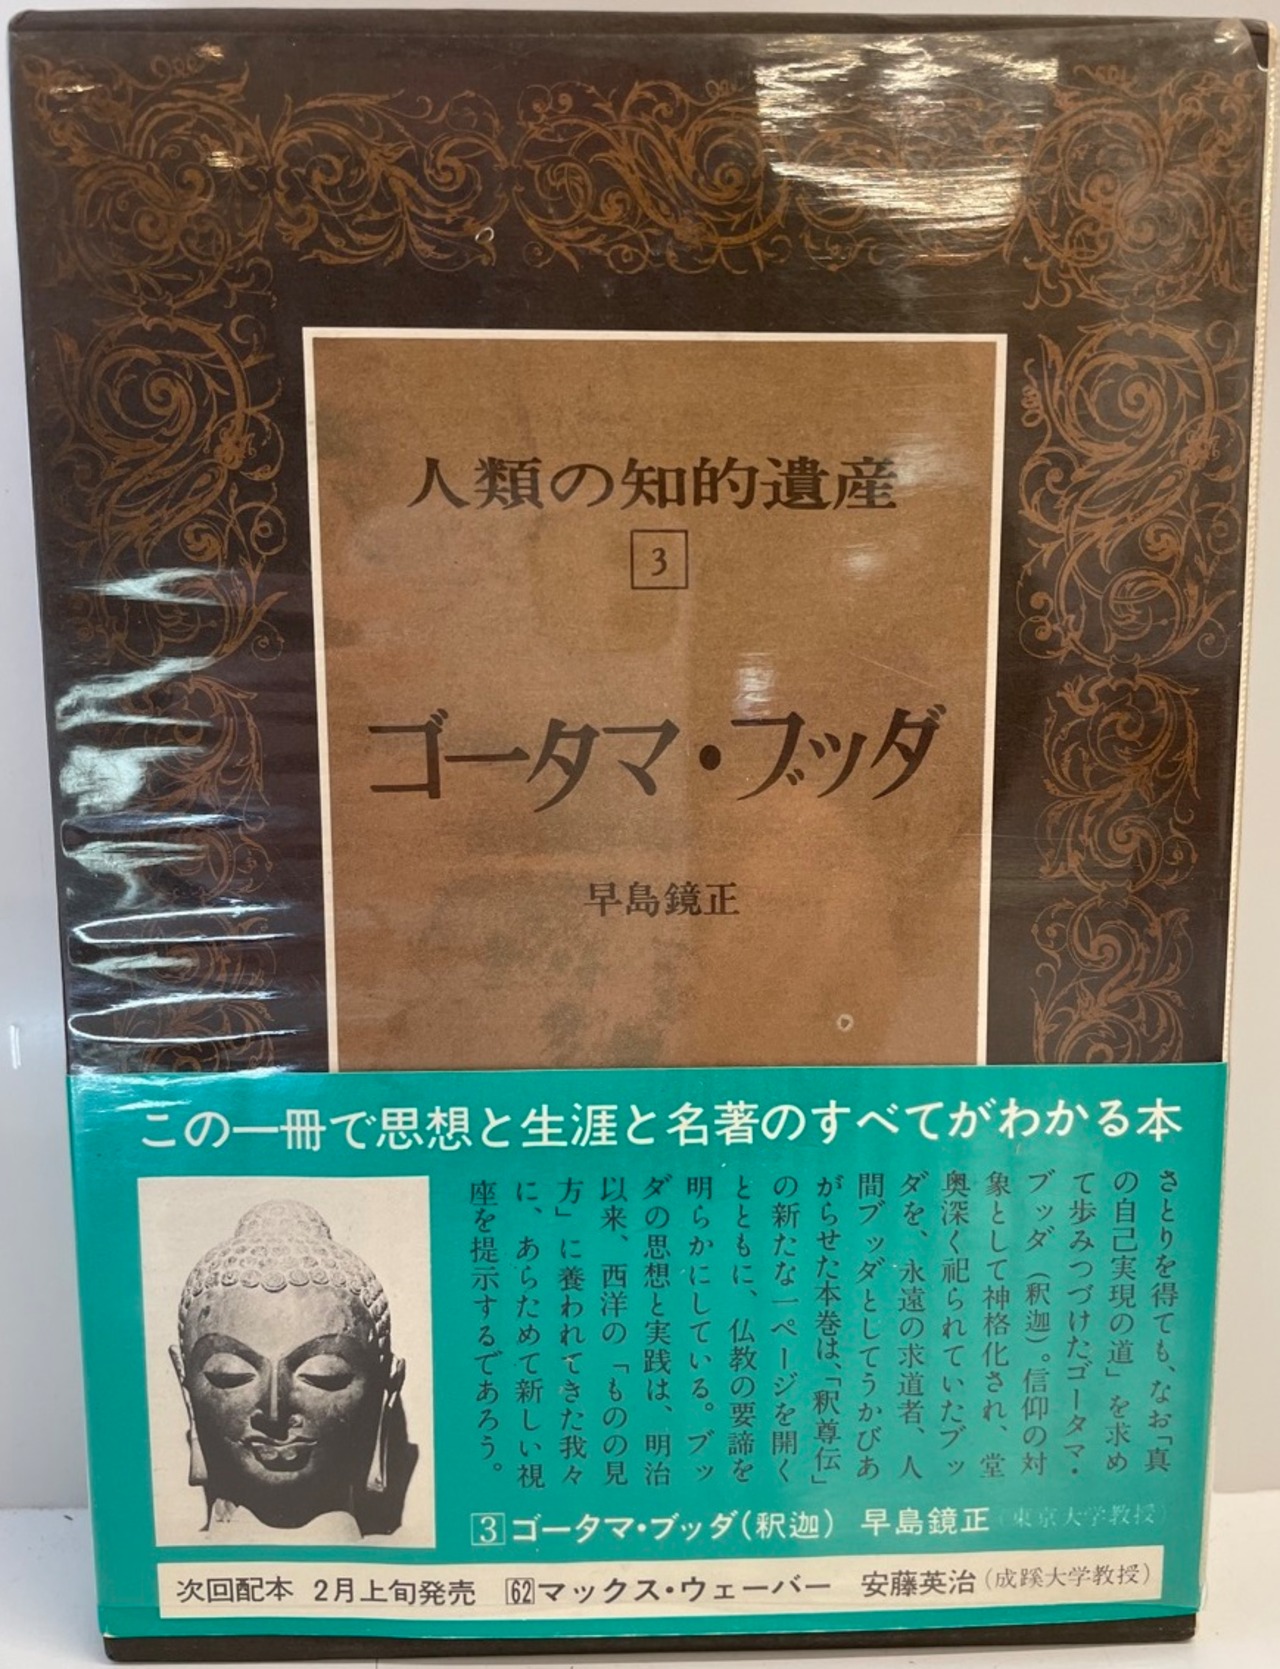 人類の知的遺産
3
ゴータマ・ブッダ
早島鏡正
この一冊で思想と生涯と名著のすべてがわかる本
さとりを得ても、なお「真
の自己実現の道」を求め
て歩みつづけたゴータマ・
ブッダ(釈迦)。信仰の対
象として神格化され、堂
奥深く祀られていたブッ
ダを、永遠の求道者、人
間ブッダとしてうかびあ
がらせた本巻は、「釈尊伝」
の新たな一ページを開く
とともに、仏教の要諦を
明らかにしている。ブッ
ダの思想と実践は、明治
以来、西洋の「ものの見
方」に養われてきた我々
に、あらためて新しい視
座を提示するであろう。
3 ゴータマ・ブッダ(釈迦) 早島鏡正(東京大学教授)
次回配本 2月上旬発売 62 マックス・ウェーバー 安藤英治(成蹊大学教授)